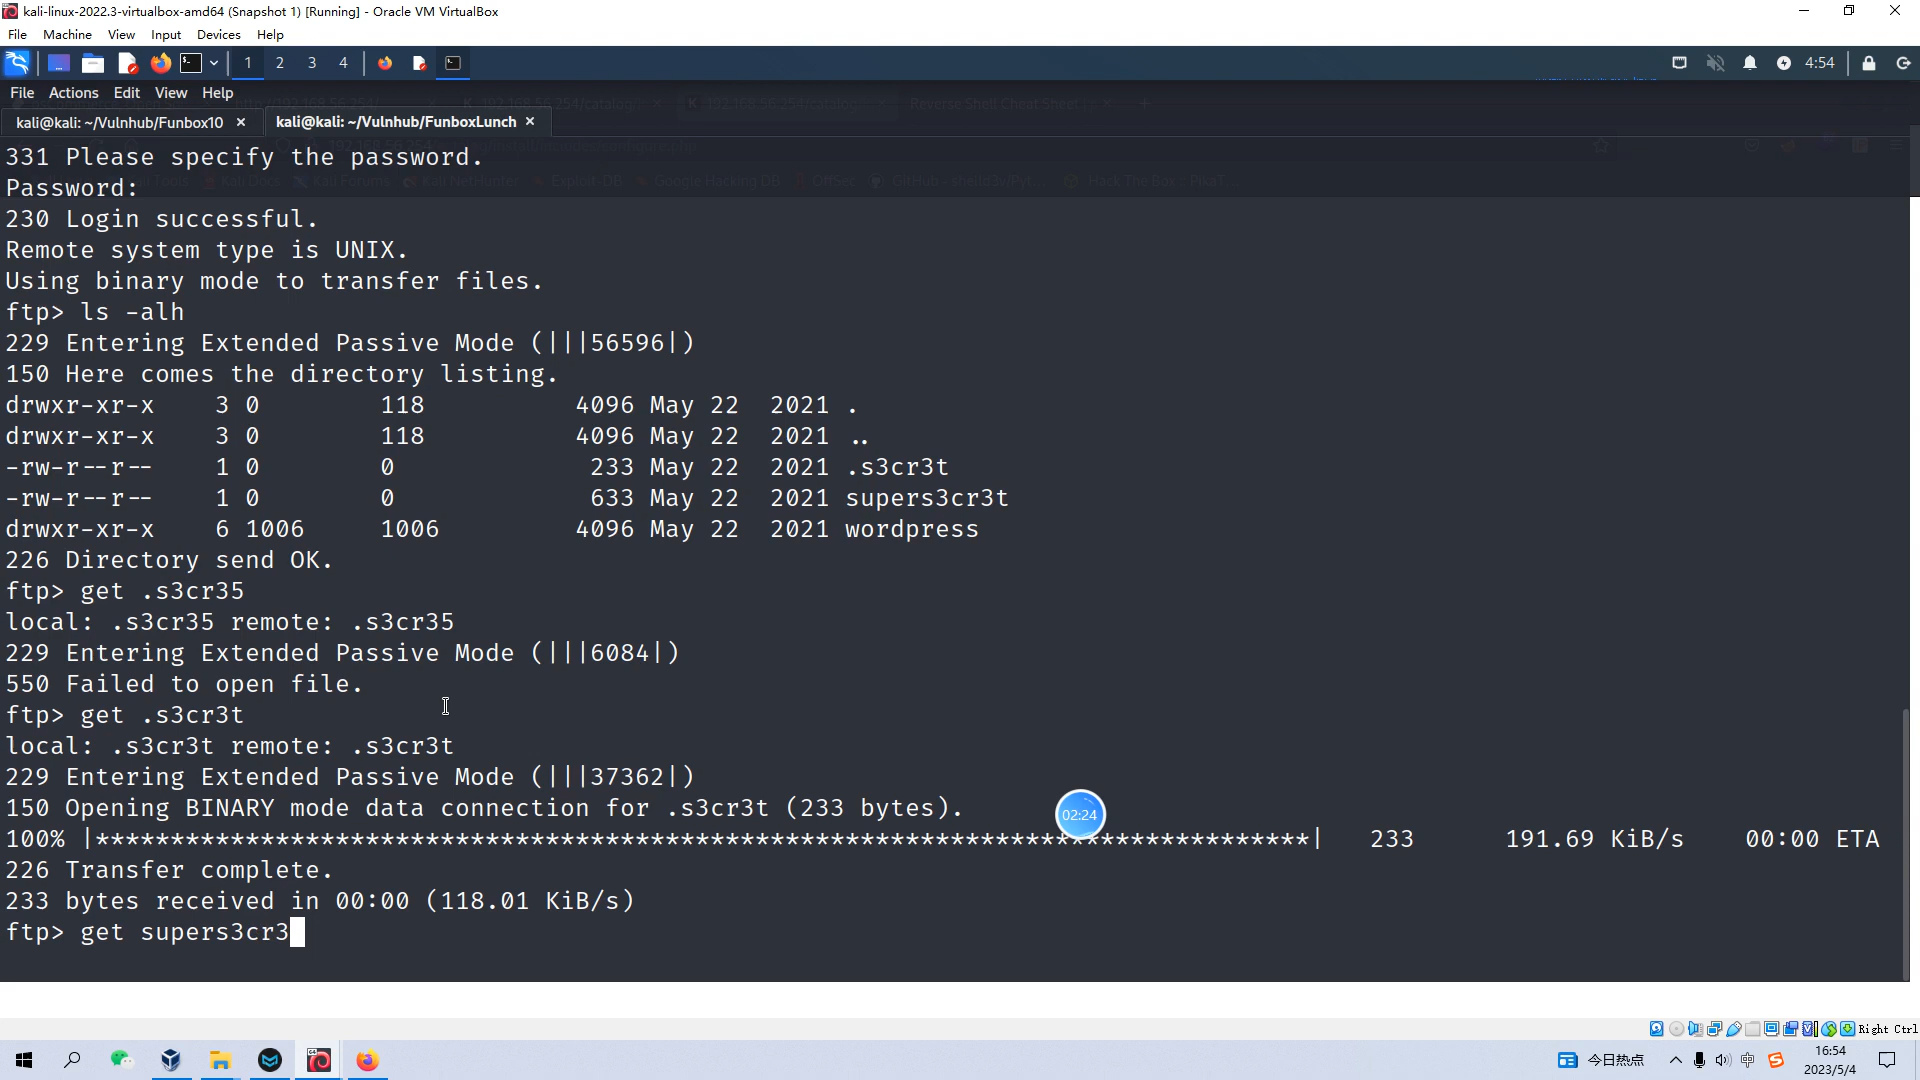 kali-linux-2022.3-virtualbox-amd64 (Snapshot 1) [Running] - Oracle VM VirtualBox
File Machine View Input Devices Help
1 2 3 4 4:54
File Actions Edit View Help
kali@kali: ~/Vulnhub/Funbox10 × kali@kali: ~/Vulnhub/FunboxLunch ×
331 Please specify the password.
Password:
230 Login successful.
Remote system type is UNIX.
Using binary mode to transfer files.
ftp> ls -alh
229 Entering Extended Passive Mode (|||56596|)
150 Here comes the directory listing.
drwxr-xr-x 3 0 118 4096 May 22 2021 .
drwxr-xr-x 3 0 118 4096 May 22 2021 ..
-rw-r--r-- 1 0 0 233 May 22 2021 .s3cr3t
-rw-r--r-- 1 0 0 633 May 22 2021 supers3cr3t
drwxr-xr-x 6 1006 1006 4096 May 22 2021 wordpress
226 Directory send OK.
ftp> get .s3cr35
local: .s3cr35 remote: .s3cr35
229 Entering Extended Passive Mode (|||6084|)
550 Failed to open file.
ftp> get .s3cr3t
local: .s3cr3t remote: .s3cr3t
229 Entering Extended Passive Mode (|||37362|)
150 Opening BINARY mode data connection for .s3cr3t (233 bytes).
02:24
100% |*********************************************************************************| 233 191.69 KiB/s 00:00 ETA
226 Transfer complete.
233 bytes received in 00:00 (118.01 KiB/s)
ftp> get supers3cr3
Right Ctrl
今日热点 中 16:54
2023/5/4